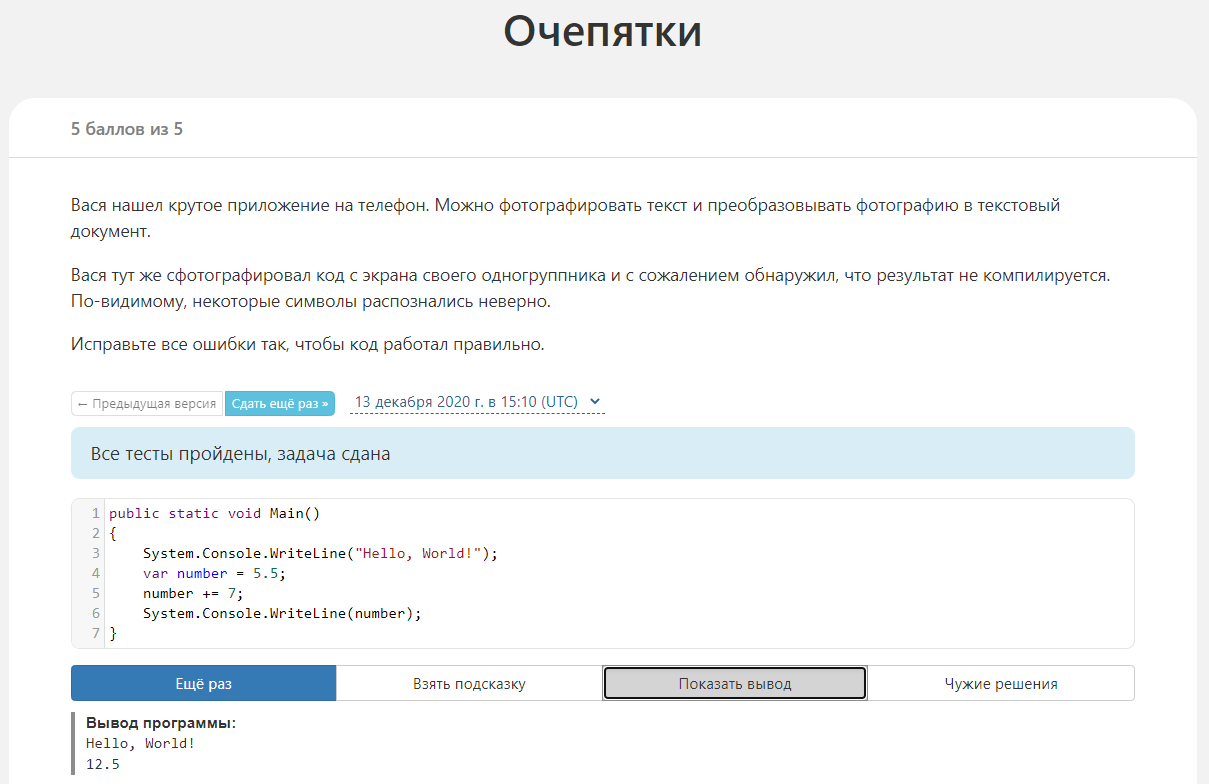 Очепятки
5 баллов из 5
Вася нашел крутое приложение на телефон. Можно фотографировать текст и преобразовывать фотографию в текстовый
документ.
Вася тут же сфотографировал код с экрана своего одногруппника и с сожалением обнаружил, что результат не компилируется.
По-видимому, некоторые символы распознались неверно.
Исправьте все ошибки так, чтобы код работал правильно.
← Предыдущая версия Сдать ещё раз » 13 декабря 2020 г. в 15:10 (UTC)
Все тесты пройдены, задача сдана
1 public static void Main()
2 {
3     System.Console.WriteLine("Hello, World!");
4     var number = 5.5;
5     number += 7;
6     System.Console.WriteLine(number);
7 }
Ещё раз Взять подсказку Показать вывод Чужие решения
Вывод программы:
Hello, World!
12.5